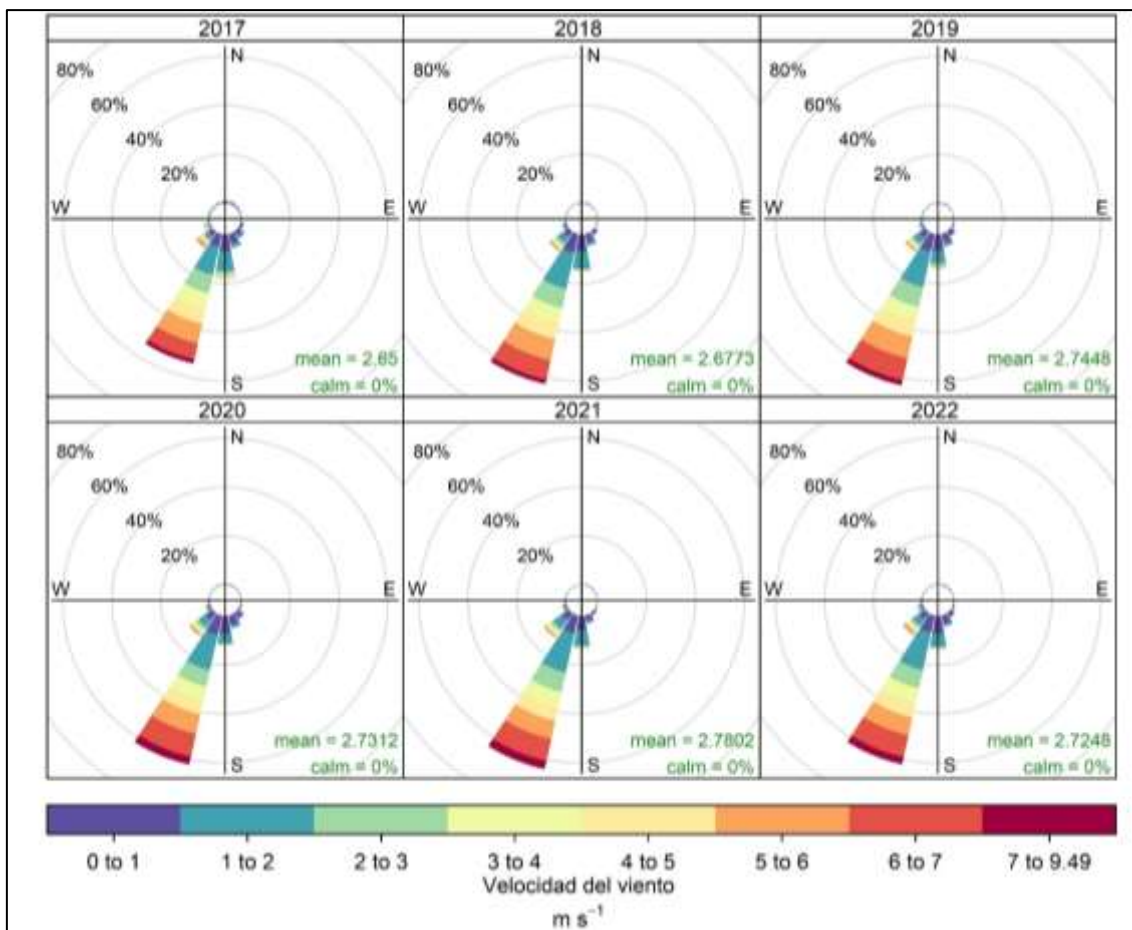 2017 2018 2019
N N N
80% 80% 80%
60% 60% 60%
40% 40% 40%
20% 20% 20%
W E W E W E
mean = 2.65 mean = 2.6773 mean = 2.7448
S S S
calm = 0% calm = 0% calm = 0%
2020 2021 2022
N N N
80% 80% 80%
60% 60% 60%
40% 40% 40%
20% 20% 20%
W E W E W E
mean = 2.7312 mean = 2.7802 mean = 2.7248
S S S
calm = 0% calm = 0% calm = 0%
0 to 1 1 to 2 2 to 3 3 to 4 4 to 5 5 to 6 6 to 7 7 to 9.49
Velocidad del viento
m s⁻¹